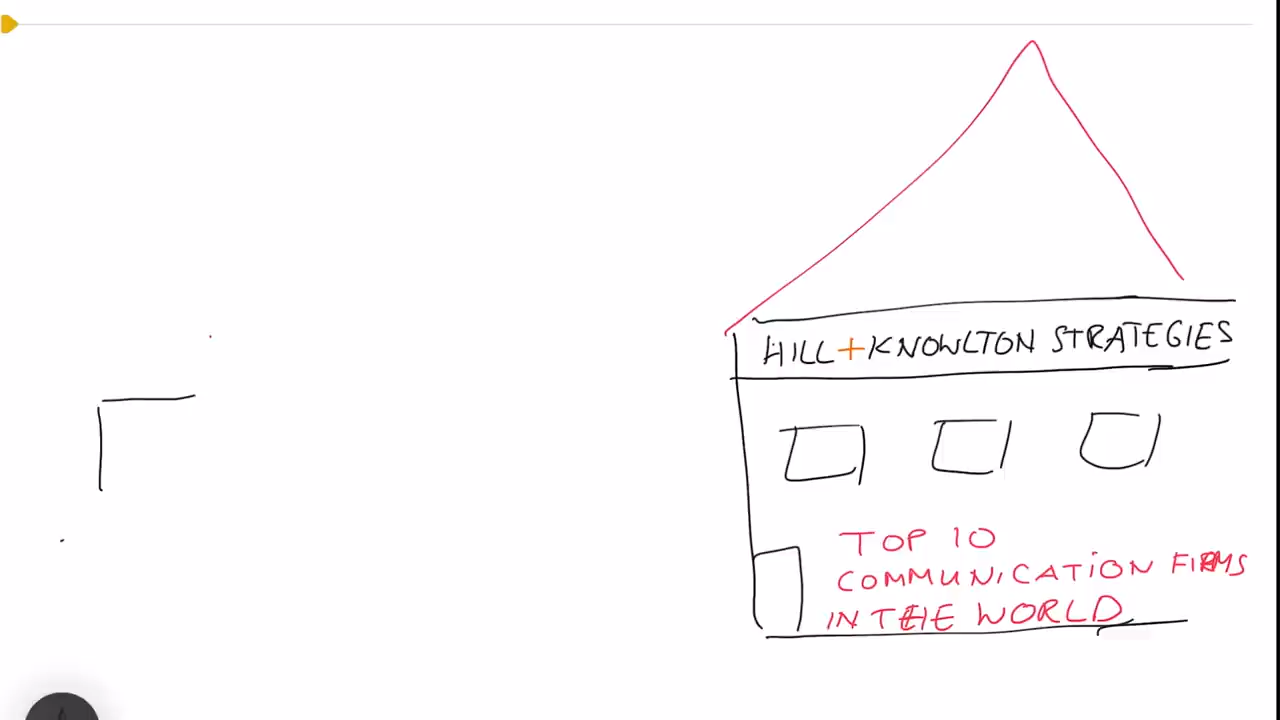 HILL+KNOWLTON STRATEGIES
TOP 10
COMMUNICATION FIRMS
IN THE WORLD